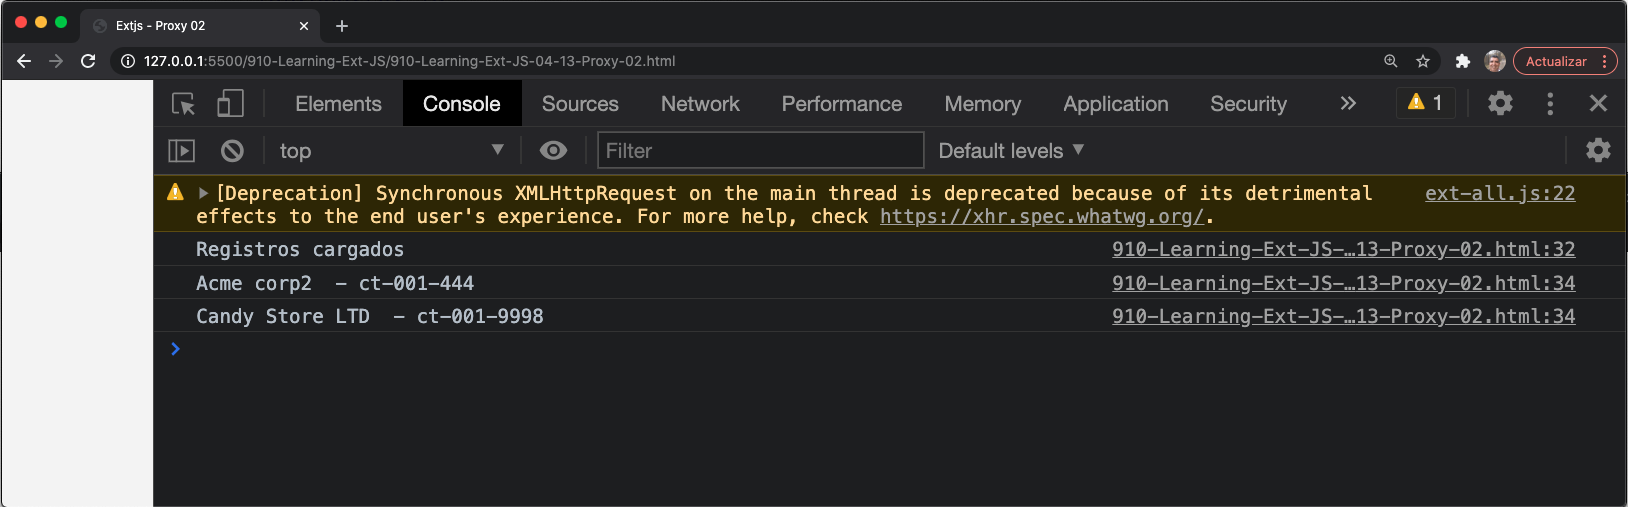 Extjs - Proxy 02
127.0.0.1:5500/910-Learning-Ext-JS/910-Learning-Ext-JS-04-13-Proxy-02.html
Actualizar
Elements Console Sources Network Performance Memory Application Security » 1
top Filter Default levels
[Deprecation] Synchronous XMLHttpRequest on the main thread is deprecated because of its detrimental ext-all.js:22
effects to the end user's experience. For more help, check https://xhr.spec.whatwg.org/.
Registros cargados 910-Learning-Ext-JS-…13-Proxy-02.html:32
Acme corp2  - ct-001-444 910-Learning-Ext-JS-…13-Proxy-02.html:34
Candy Store LTD  - ct-001-9998 910-Learning-Ext-JS-…13-Proxy-02.html:34